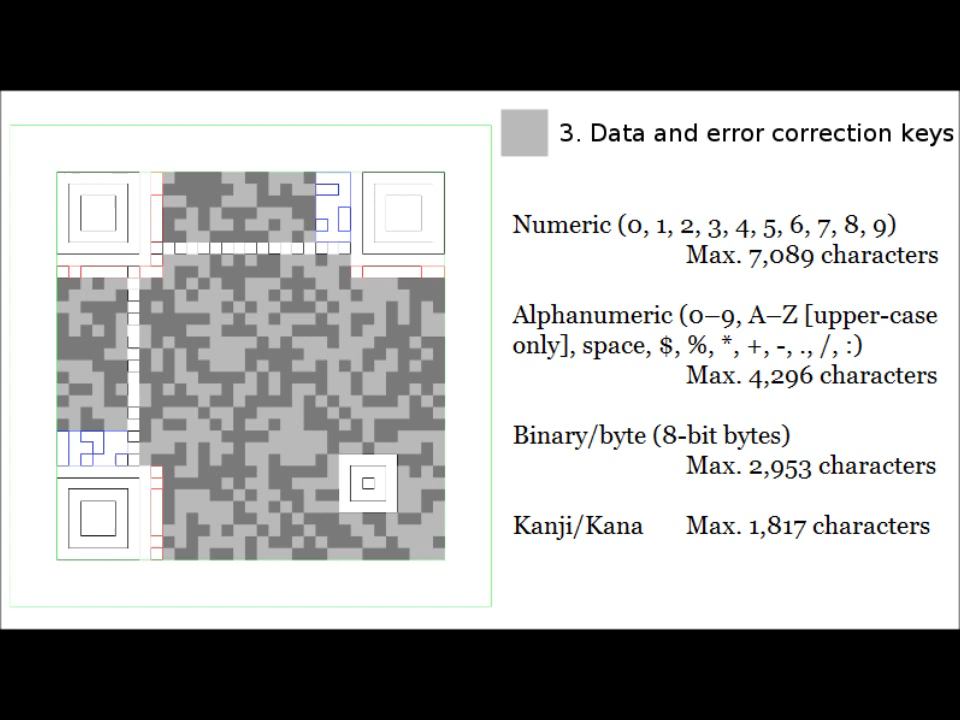 3. Data and error correction keys
Numeric (0, 1, 2, 3, 4, 5, 6, 7, 8, 9)
Max. 7,089 characters
Alphanumeric (0–9, A–Z [upper-case
only], space, $, %, *, +, -, ., /, :)
Max. 4,296 characters
Binary/byte (8-bit bytes)
Max. 2,953 characters
Kanji/Kana Max. 1,817 characters